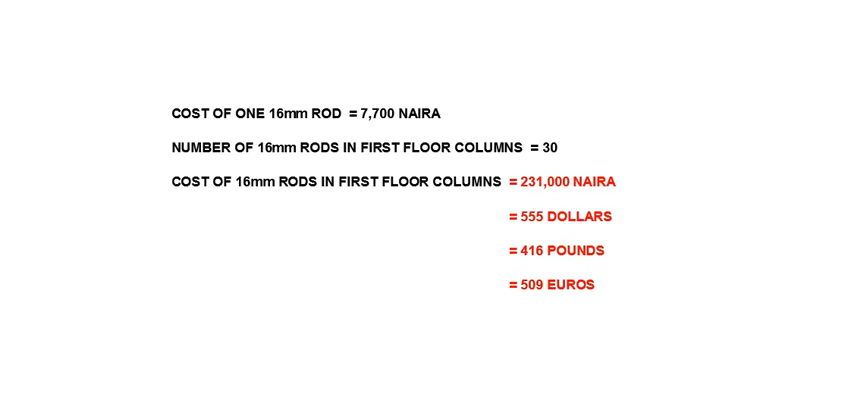 COST OF ONE 16mm ROD = 7,700 NAIRA
NUMBER OF 16mm RODS IN FIRST FLOOR COLUMNS = 30
COST OF 16mm RODS IN FIRST FLOOR COLUMNS = 231,000 NAIRA
= 555 DOLLARS
= 416 POUNDS
= 509 EUROS